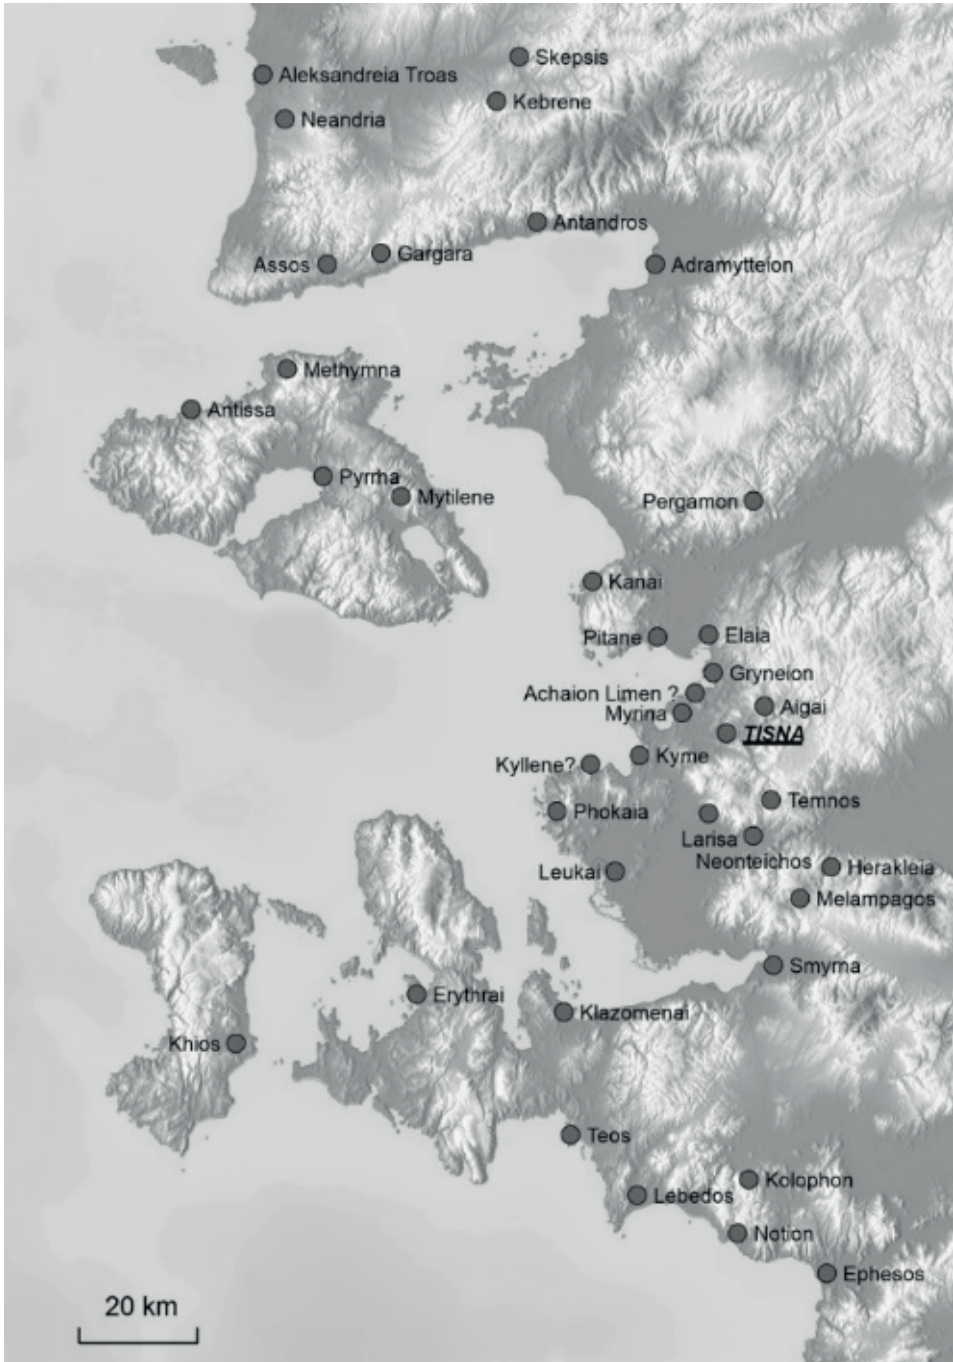 Skepsis
Aleksandreia Troas
Kebrene
Neandria
Antandros
Gargara
Assos
Adramytteion
Methymna
Antissa
Pyrrha
Mytilene
Pergamon
Kanai
Pitane
Elaia
Gryneion
Achaion Limen ?
Aigai
Myrina
TISNA
Kyme
Kyllene?
Temnos
Phokaia
Larisa
Neonteichos
Herakleia
Leukai
Melampagos
Smyrna
Erythrai
Klazomenai
Khios
Teos
Kolophon
Lebedos
Notion
Ephesos
20 km